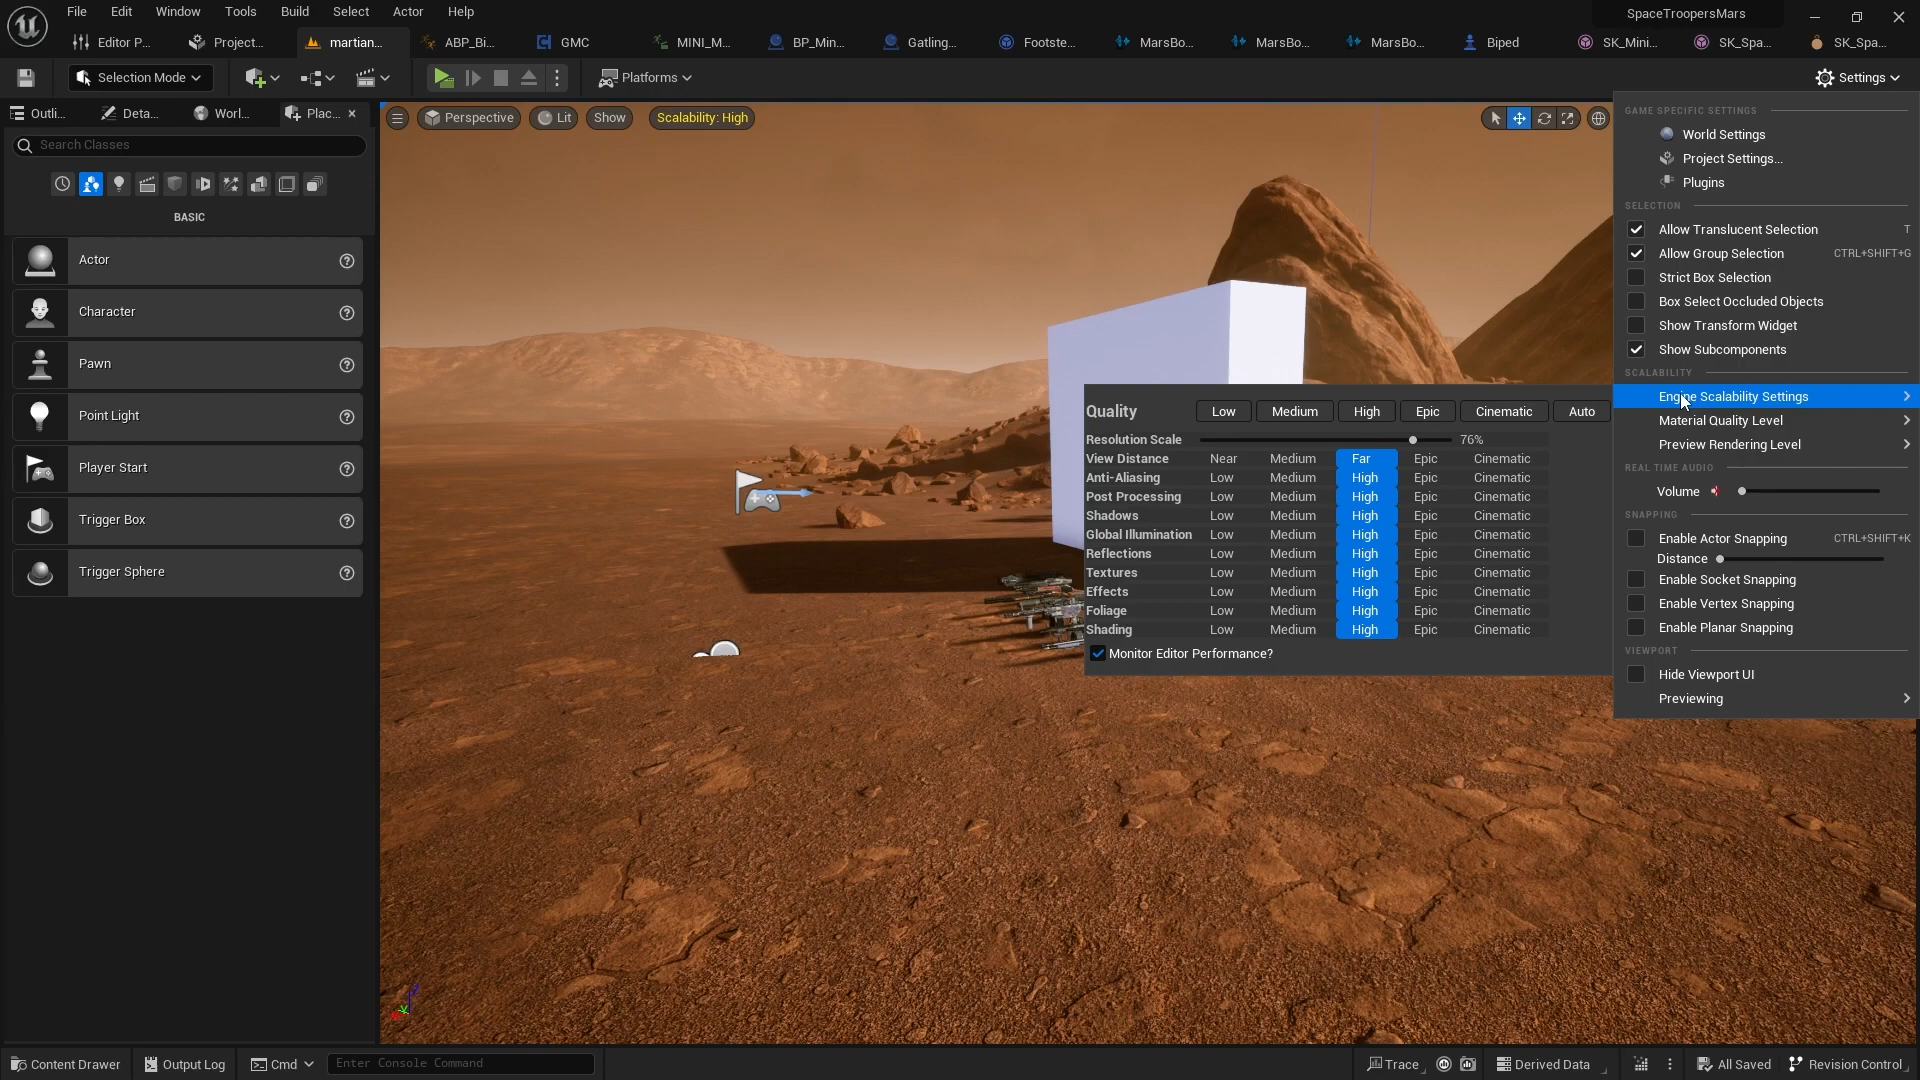 File Edit Window Tools Build Select Actor Help
SpaceTroopersMars
Editor P... Project... martian... ABP_Bi... GMC MINI_M... BP_Min... Gatling... Footste... MarsBo... MarsBo... MarsBo... Biped SK_Mini... SK_Spa... SK_Spa...
Selection Mode Platforms Settings
Outli... Deta... Worl... Plac...
Search Classes
BASIC
Actor
Character
Pawn
Point Light
Player Start
Trigger Box
Trigger Sphere
Perspective Lit Show Scalability: High
GAME SPECIFIC SETTINGS
World Settings
Project Settings...
Plugins
SELECTION
Allow Translucent Selection T
Allow Group Selection CTRL+SHIFT+G
Strict Box Selection
Box Select Occluded Objects
Show Transform Widget
Show Subcomponents
SCALABILITY
Engine Scalability Settings
Material Quality Level
Preview Rendering Level
REAL TIME AUDIO
Volume
SNAPPING
Enable Actor Snapping CTRL+SHIFT+K
Distance
Enable Socket Snapping
Enable Vertex Snapping
Enable Planar Snapping
VIEWPORT
Hide Viewport UI
Previewing
Quality Low Medium High Epic Cinematic Auto
Resolution Scale 76%
View Distance Near Medium Far Epic Cinematic
Anti-Aliasing Low Medium High Epic Cinematic
Post Processing Low Medium High Epic Cinematic
Shadows Low Medium High Epic Cinematic
Global Illumination Low Medium High Epic Cinematic
Reflections Low Medium High Epic Cinematic
Textures Low Medium High Epic Cinematic
Effects Low Medium High Epic Cinematic
Foliage Low Medium High Epic Cinematic
Shading Low Medium High Epic Cinematic
Monitor Editor Performance?
Content Drawer Output Log Cmd Enter Console Command Trace Derived Data All Saved Revision Control